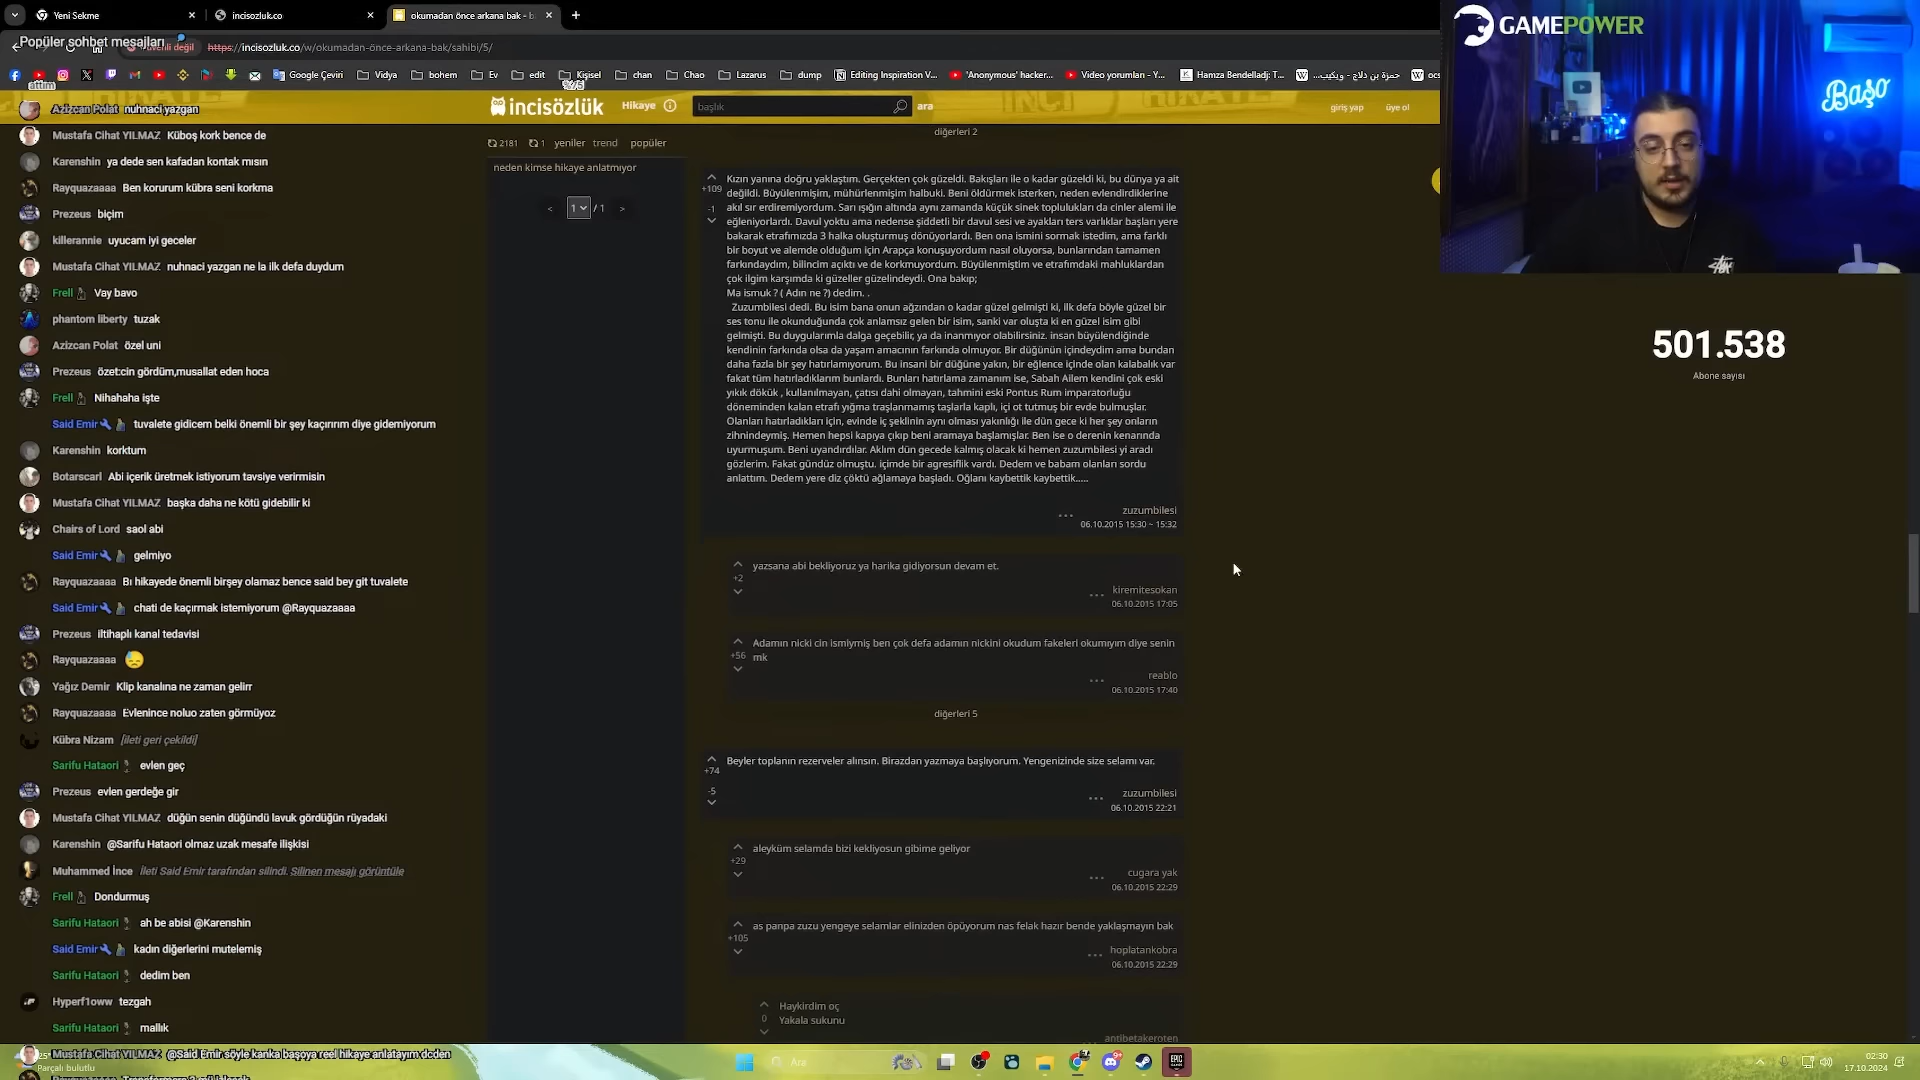 Yeni Sekme
incisozluk.co
okumadan önce arkana bak - b
Popüler sohbet mesajları
https://incisozluk.co/w/okumadan-önce-arkana-bak/sahibi/5/
Google Çeviri
Vidya
bohem
Ev
edit
Kişisel
chan
Chao
Lazarus
dump
Editing Inspiration V...
'Anonymous' hacker...
Video yorumları - Y...
Hamza Bendelladj: T...
حمزة بن دلاج - ويكيب...
ocs
attim
Azizcan Polat nuhnaci yazgan
Mustafa Cihat YILMAZ Küboş kork bence de
Karenshin ya dede sen kafadan kontak mısın
Rayquazaaaa Ben korurum kübra seni korkma
Prezeus biçim
killerannie uyucam iyi geceler
Mustafa Cihat YILMAZ nuhnaci yazgan ne la ilk defa duydum
Frell Vay bavo
phantom liberty tuzak
Azizcan Polat özel uni
Prezeus özet:cin gördüm,musallat eden hoca
Frell Nihahaha işte
Said Emir tuvalete gidicem belki önemli bir şey kaçırırım diye gidemiyorum
Karenshin korktum
Botarscarl Abi içerik üretmek istiyorum tavsiye verirmisin
Mustafa Cihat YILMAZ başka daha ne kötü gidebilir ki
Chairs of Lord saol abi
Said Emir gelmiyo
Rayquazaaaa Bı hikayede önemli birşey olamaz bence said bey git tuvalete
Said Emir chati de kaçırmak istemiyorum @Rayquazaaaa
Prezeus iltihaplı kanal tedavisi
Rayquazaaaa 😓
Yağız Demir Klip kanalına ne zaman gelirr
Rayquazaaaa Evlenince noluo zaten görmüyoz
Kübra Nizam [ileti geri çekildi]
Sarifu Hataori evlen geç
Prezeus evlen gerdeğe gir
Mustafa Cihat YILMAZ düğün senin düğündü lavuk gördüğün rüyadaki
Karenshin @Sarifu Hataori olmaz uzak mesafe ilişkisi
Muhammed İnce İleti Said Emir tarafından silindi. Silinen mesajı görüntüle
Frell Dondurmuş
Sarifu Hataori ah be abisi @Karenshin
Said Emir kadın diğerlerini mutelemiş
Sarifu Hataori dedim ben
Hyperf1oww tezgah
Sarifu Hataori mallık
Mustafa Cihat YILMAZ @Said Emir söyle kanka başoya reel hikaye anlatayım dcden
Parçalı bulutlu
incisözlük
Hikaye
başlık
ara
giriş yap
üye ol
2181
1
yeniler
trend
popüler
neden kimse hikaye anlatmıyor
< 1 / 1 >
diğerleri 2
+109
-1
Kızın yanına doğru yaklaştım. Gerçekten çok güzeldi. Bakışları ile o kadar güzeldi ki, bu dünya ya ait
değildi. Büyülenmişim, mühürlenmişim halbuki. Beni öldürmek isterken, neden evlendirdiklerine
akıl sır erdiremiyordum. Sarı ışığın altında aynı zamanda küçük sinek toplulukları da cinler alemi ile
eğleniyorlardı. Davul yoktu ama nedense şiddetli bir davul sesi ve ayakları ters varlıklar başları yere
bakarak etrafımızda 3 halka oluşturmuş dönüyorlardı. Ben ona ismini sormak istedim, ama farklı
bir boyut ve alemde olduğum için Arapça konuşuyordum nasıl oluyorsa, bunlarından tamamen
farkındaydım, bilincim açıktı ve de korkmuyordum. Büyülenmiştim ve etrafımdaki mahluklardan
çok ilgim karşımda ki güzeller güzelindeydi. Ona bakıp;
Ma ismuk ? ( Adın ne ?) dedim. .
Zuzumbilesi dedi. Bu isim bana onun ağzından o kadar güzel gelmişti ki, ilk defa böyle güzel bir
ses tonu ile okunduğunda çok anlamsız gelen bir isim, sanki var oluşta ki en güzel isim gibi
gelmişti. Bu duygularımla dalga geçebilir, ya da inanmıyor olabilirsiniz. insan büyülendiğinde
kendinin farkında olsa da yaşam amacının farkında olmuyor. Bir düğünün içindeydim ama bundan
daha fazla bir şey hatırlamıyorum. Bu insani bir düğüne yakın, bir eğlence içinde olan kalabalık var
fakat tüm hatırladıklarım bunlardı. Bunları hatırlama zamanım ise, Sabah Ailem kendini çok eski
yıkık dökük , kullanılmayan, çatısı dahi olmayan, tahmini eski Pontus Rum imparatorluğu
döneminden kalan etrafı yığma traşlanmamış taşlarla kaplı, içi ot tutmuş bir evde bulmuşlar.
Olanları hatırladıkları için, evinde iç şeklinin aynı olması yakınlığı ile dün gece ki her şey onların
zihnindeymiş. Hemen hepsi kapıya çıkıp beni aramaya başlamışlar. Ben ise o derenin kenarında
uyurmuşum. Beni uyandırdılar. Aklım dün gecede kalmış olacak ki hemen zuzumbilesi yi aradı
gözlerim. Fakat gündüz olmuştu. içimde bir agresiflik vardı. Dedem ve babam olanları sordu
anlattım. Dedem yere diz çöktü ağlamaya başladı. Oğlanı kaybettik kaybettik.....
zuzumbilesi
06.10.2015 15:30 ~ 15:32
+2
yazsana abi bekliyoruz ya harika gidiyorsun devam et.
kiremitesokan
06.10.2015 17:05
+56
Adamın nicki cin ismiymiş ben çok defa adamın nickini okudum fakeleri okumıyım diye senin
mk
reablo
06.10.2015 17:40
diğerleri 5
+74
-5
Beyler toplanın rezerveler alınsın. Birazdan yazmaya başlıyorum. Yengenizinde size selamı var.
zuzumbilesi
06.10.2015 22:21
+29
aleyküm selamda bizi kekliyosun gibime geliyor
cugara yak
06.10.2015 22:29
+105
as panpa zuzu yengeye selamlar elinizden öpüyorum nas felak hazır bende yaklaşmayın bak
hoplatankobra
06.10.2015 22:29
0
Haykirdim oç
Yakala sukunu
antibetakeroten
GAMEPOWER
Başo
501.538
Abone sayısı
Ara
02:30
17.10.2024